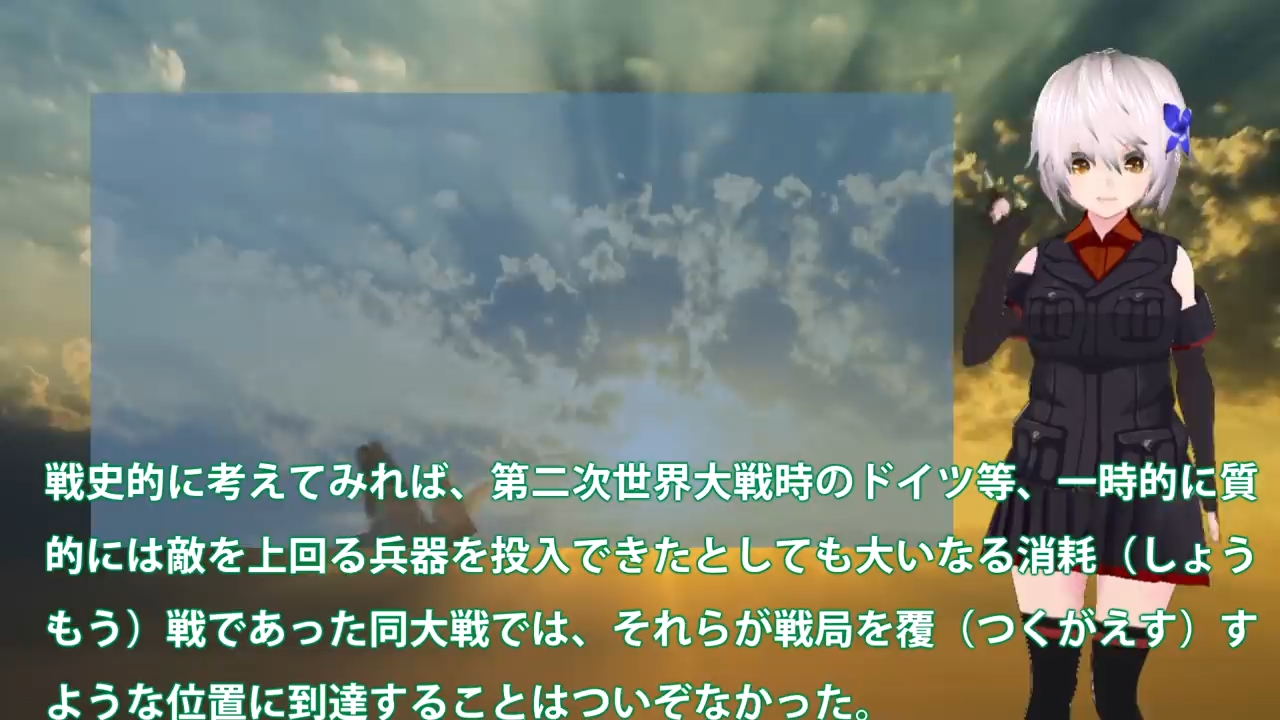 戦史的に考えてみれば、第二次世界大戦時のドイツ等、一時的に質
的には敵を上回る兵器を投入できたとしても大いなる消耗（しょう
もう）戦であった同大戦では、それらが戦局を覆（つくがえす）す
ような位置に到達することはついぞなかった。